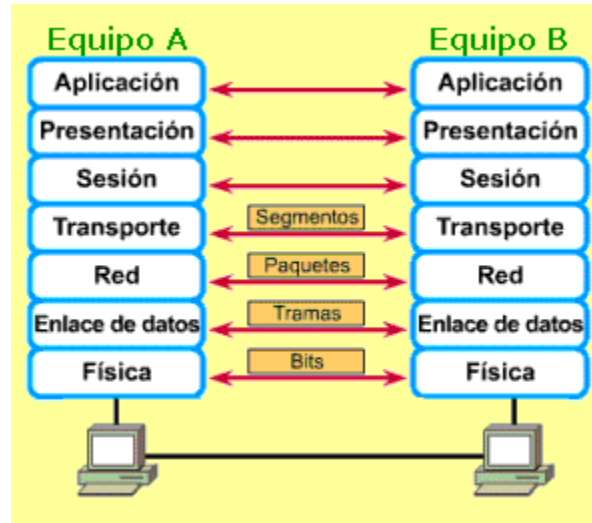 Equipo A Equipo B
Aplicación Aplicación
Presentación Presentación
Sesión Sesión
Transporte Segmentos Transporte
Red Paquetes Red
Enlace de datos Tramas Enlace de datos
Física Bits Física